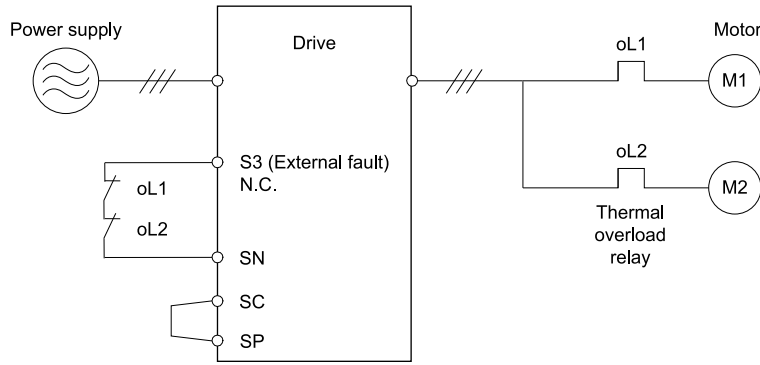 Power supply
Drive
oL1
Motor
M1
S3 (External fault)
N.C.
oL1
oL2
oL2
M2
Thermal
overload
relay
SN
SC
SP